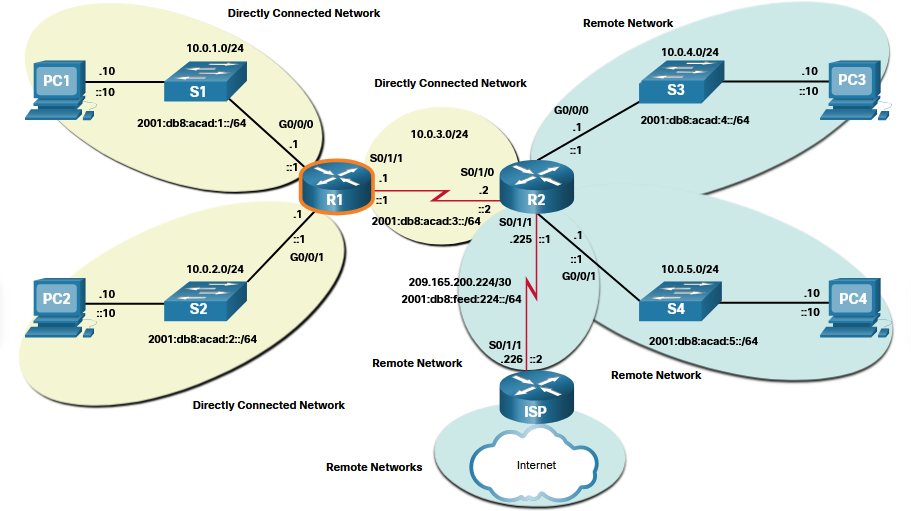 Directly Connected Network
Remote Network
10.0.1.0/24
10.0.4.0/24
PC1
.10
::10
S1
S3
.10
::10
PC3
Directly Connected Network
2001:db8:acad:1::/64
G0/0/0
.1
::1
10.0.3.0/24
G0/0/0
.1
::1
2001:db8:acad:4::/64
R1
S0/1/1
.1
::1
S0/1/0
.2
::2
R2
2001:db8:acad:3::/64
.1
::1
G0/0/1
S0/1/1
.225
::1
.1
::1
G0/0/1
10.0.2.0/24
10.0.5.0/24
PC2
.10
::10
S2
209.165.200.224/30
2001:db8:feed:224::/64
S4
.10
::10
PC4
2001:db8:acad:2::/64
2001:db8:acad:5::/64
S0/1/1
.226
::2
Remote Network
Remote Network
Directly Connected Network
ISP
Remote Networks
Internet